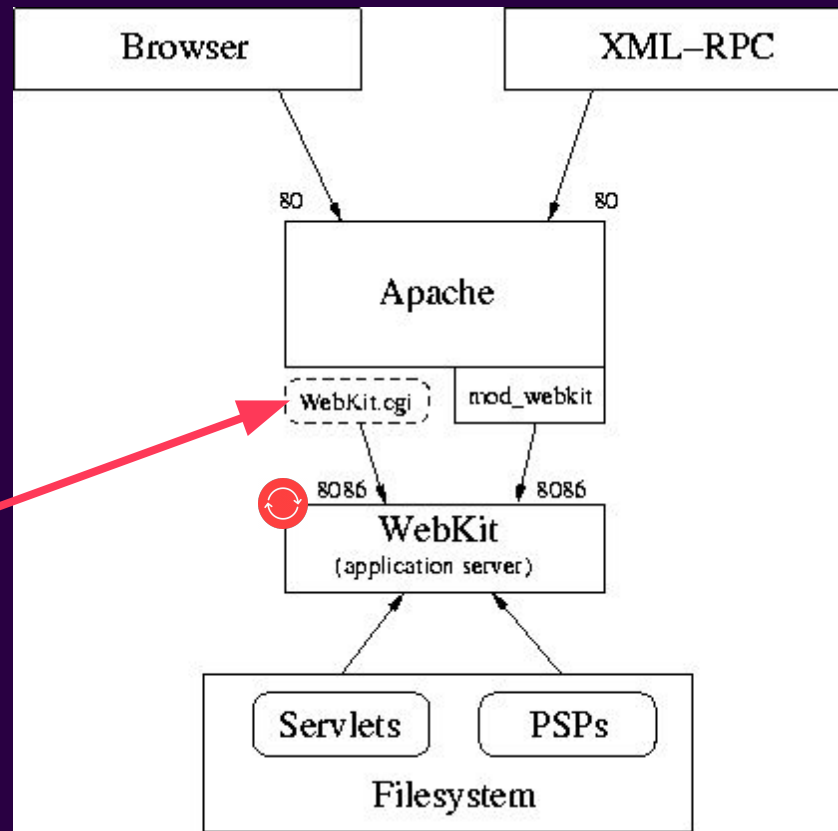 Browser
XML–RPC
80
80
Apache
WebKit.cgi
mod_webkit
8086
8086
WebKit
(application server)
Servlets
PSPs
Filesystem